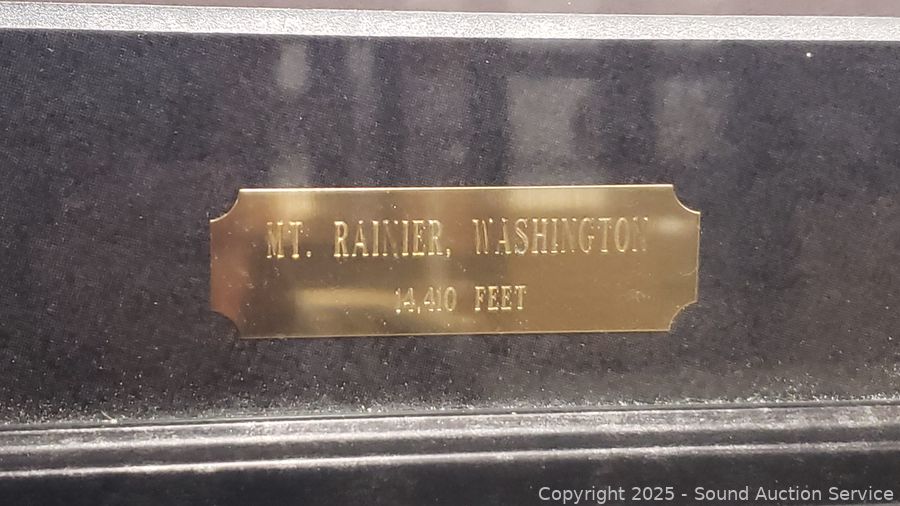 MT. RAINIER, WASHINGTON
14,410 FEET
Copyright 2025 - Sound Auction Service